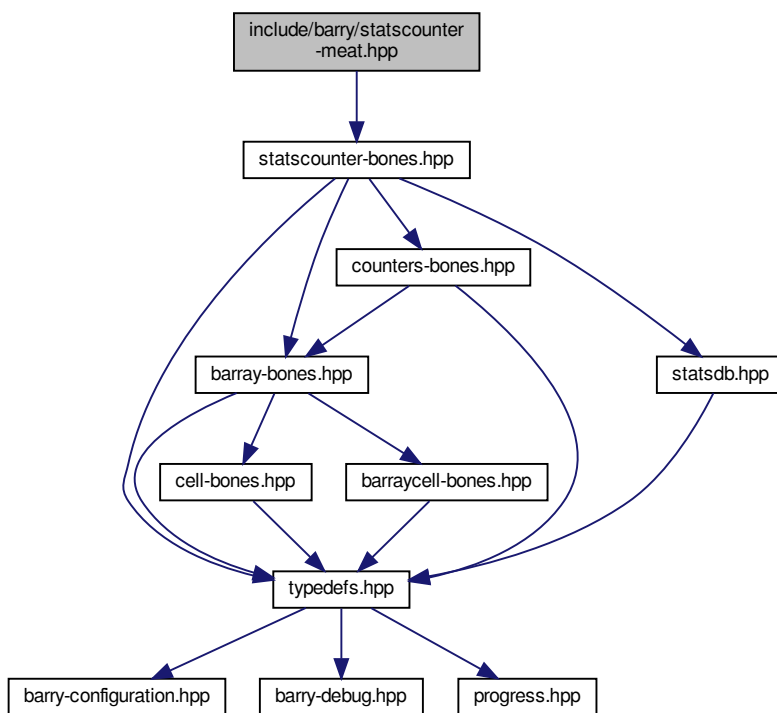 include/barry/statscounter
-meat.hpp
statscounter-bones.hpp
counters-bones.hpp
barray-bones.hpp
statsdb.hpp
cell-bones.hpp
barraycell-bones.hpp
typedefs.hpp
barry-configuration.hpp
barry-debug.hpp
progress.hpp